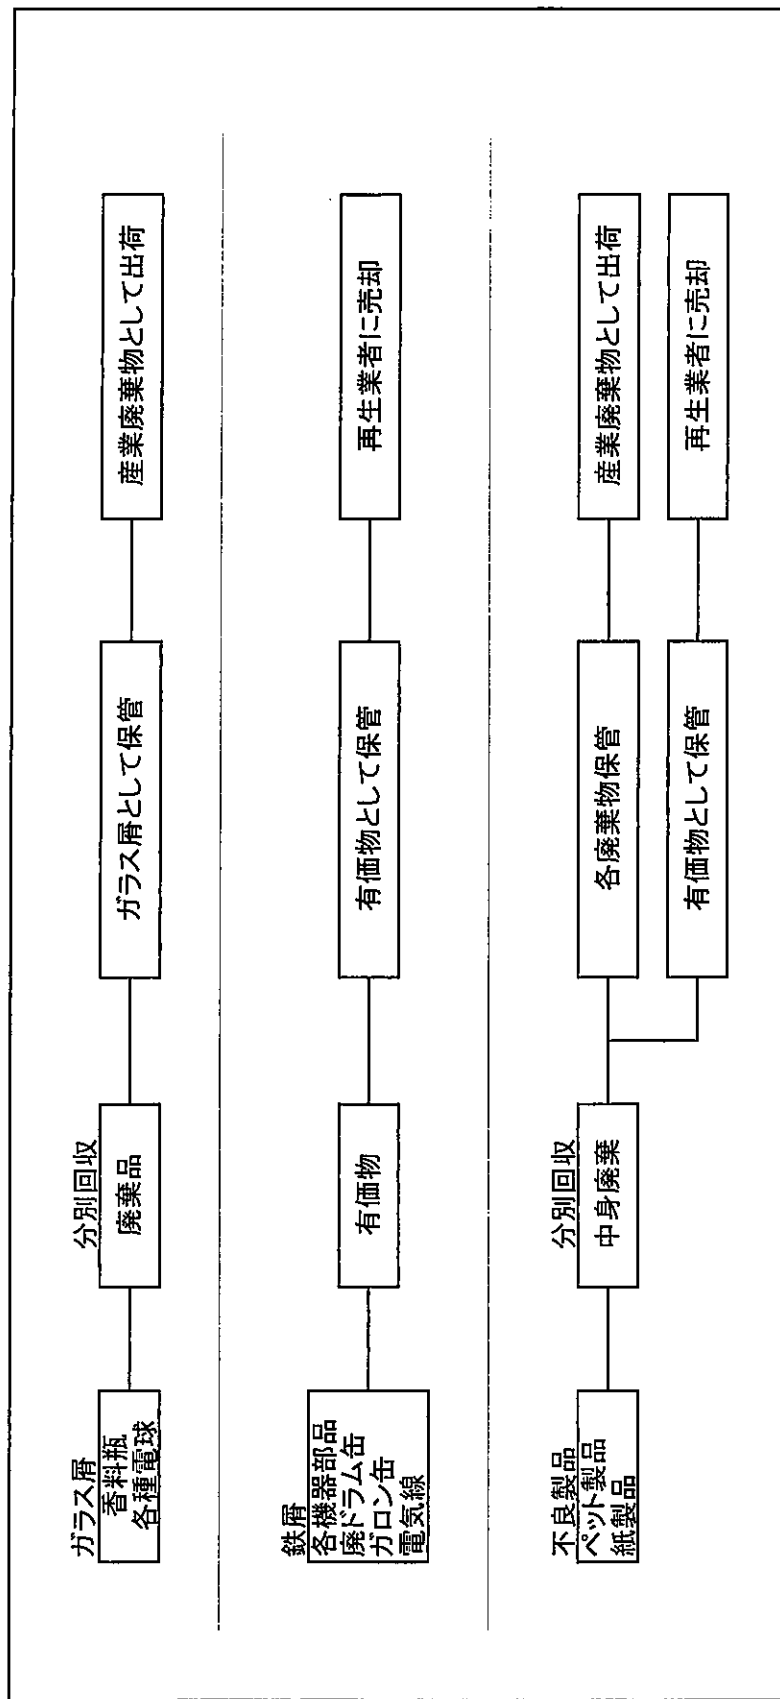 ガラス屑
香料瓶
各種電球
分別回収
廃棄品
ガラス屑として保管
産業廃棄物として出荷
鉄屑
各機器部品
廃ドラム缶
ガロン缶
電気線
有価物
有価物として保管
再生業者に売却
不良製品
ペット製品
紙製品
分別回収
中身廃棄
各廃棄物保管
産業廃棄物として出荷
有価物として保管
再生業者に売却